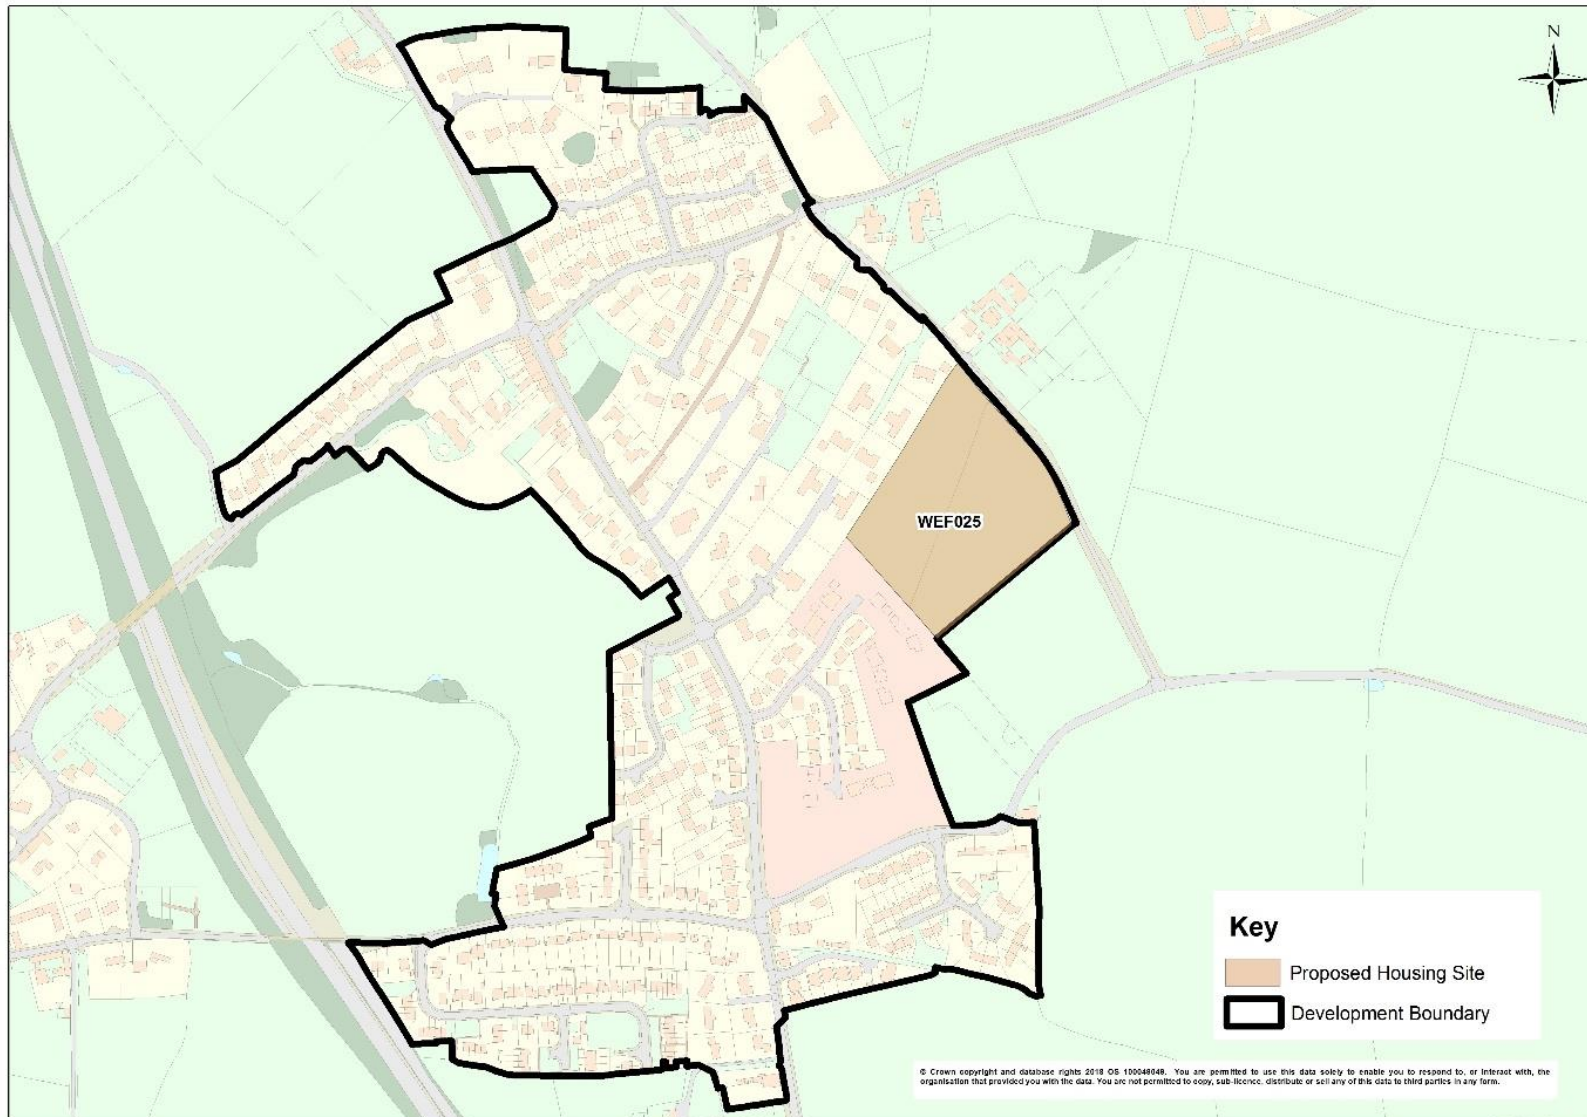 N
WEF025
Key
Proposed Housing Site
Development Boundary
© Crown copyright and database rights 2018 OS 100048049. You are permitted to use this data solely to enable you to respond to, or interact with, the
organisation that provided you with the data. You are not permitted to copy, sub-licence, distribute or sell any of this data to third parties in any form.